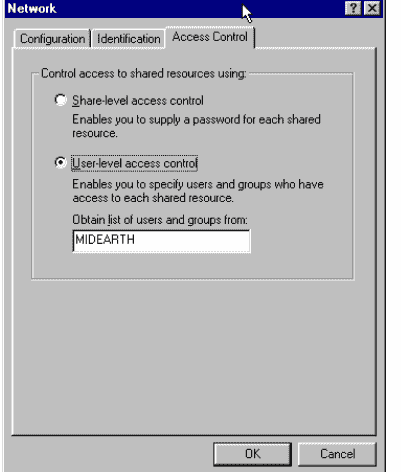 Network
Configuration Identification Access Control
Control access to shared resources using:
Share-level access control
Enables you to supply a password for each shared
resource.
User-level access control
Enables you to specify users and groups who have
access to each shared resource.
Obtain list of users and groups from:
MIDEARTH
OK Cancel